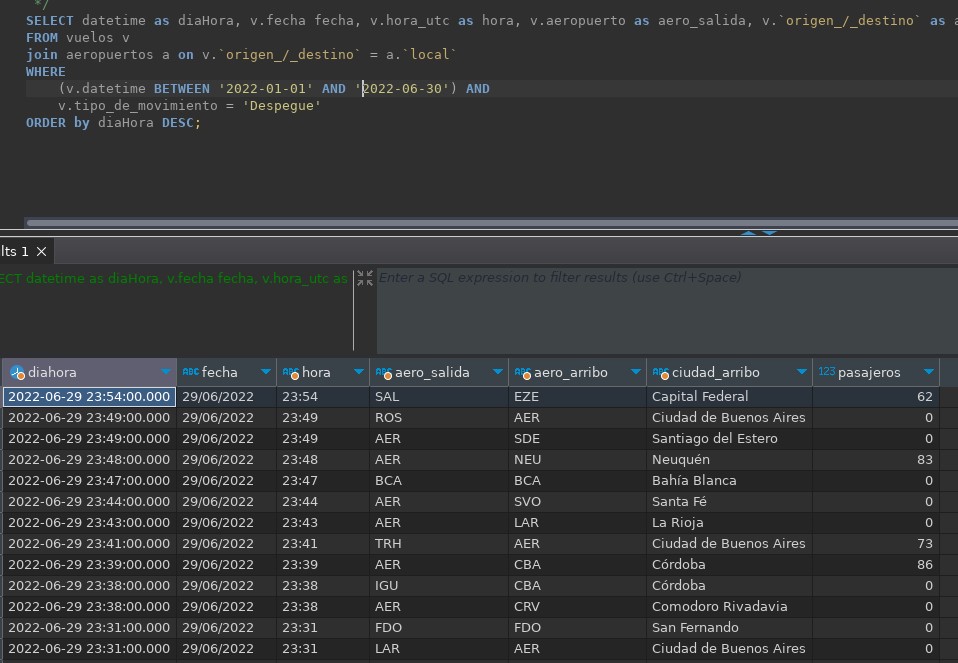 */
SELECT datetime as diaHora, v.fecha fecha, v.hora_utc as hora, v.aeropuerto as aero_salida, v.`origen_/_destino` as a
FROM vuelos v
join aeropuertos a on v.`origen_/_destino` = a.`local`
WHERE
(v.datetime BETWEEN '2022-01-01' AND '2022-06-30') AND
v.tipo_de_movimiento = 'Despegue'
ORDER by diaHora DESC;
lts 1
ECT datetime as diaHora, v.fecha fecha, v.hora_utc as Enter a SQL expression to filter results (use Ctrl+Space)
diahora ABC fecha ABC hora ABC aero_salida ABC aero_arribo ABC ciudad_arribo 123 pasajeros
2022-06-29 23:54:00.000 29/06/2022 23:54 SAL EZE Capital Federal 62
2022-06-29 23:49:00.000 29/06/2022 23:49 ROS AER Ciudad de Buenos Aires 0
2022-06-29 23:49:00.000 29/06/2022 23:49 AER SDE Santiago del Estero 0
2022-06-29 23:48:00.000 29/06/2022 23:48 AER NEU Neuquén 83
2022-06-29 23:47:00.000 29/06/2022 23:47 BCA BCA Bahía Blanca 0
2022-06-29 23:44:00.000 29/06/2022 23:44 AER SVO Santa Fé 0
2022-06-29 23:43:00.000 29/06/2022 23:43 AER LAR La Rioja 0
2022-06-29 23:41:00.000 29/06/2022 23:41 TRH AER Ciudad de Buenos Aires 73
2022-06-29 23:39:00.000 29/06/2022 23:39 AER CBA Córdoba 86
2022-06-29 23:38:00.000 29/06/2022 23:38 IGU CBA Córdoba 0
2022-06-29 23:38:00.000 29/06/2022 23:38 AER CRV Comodoro Rivadavia 0
2022-06-29 23:31:00.000 29/06/2022 23:31 FDO FDO San Fernando 0
2022-06-29 23:31:00.000 29/06/2022 23:31 LAR AER Ciudad de Buenos Aires 0